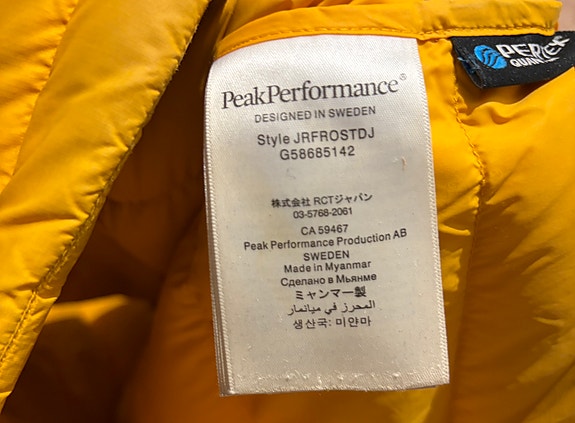 PeakPerformance®
DESIGNED IN SWEDEN
Style JRFROSTDJ
G58685142
株式会社 RCTジャパン
03-5768-2061
CA 59467
Peak Performance Production AB
SWEDEN
Made in Myanmar
Сделано в Мьянме
ミャンマー製
المحرز في ميانمار
생산국: 미얀마
PERTEX
QUANTUM